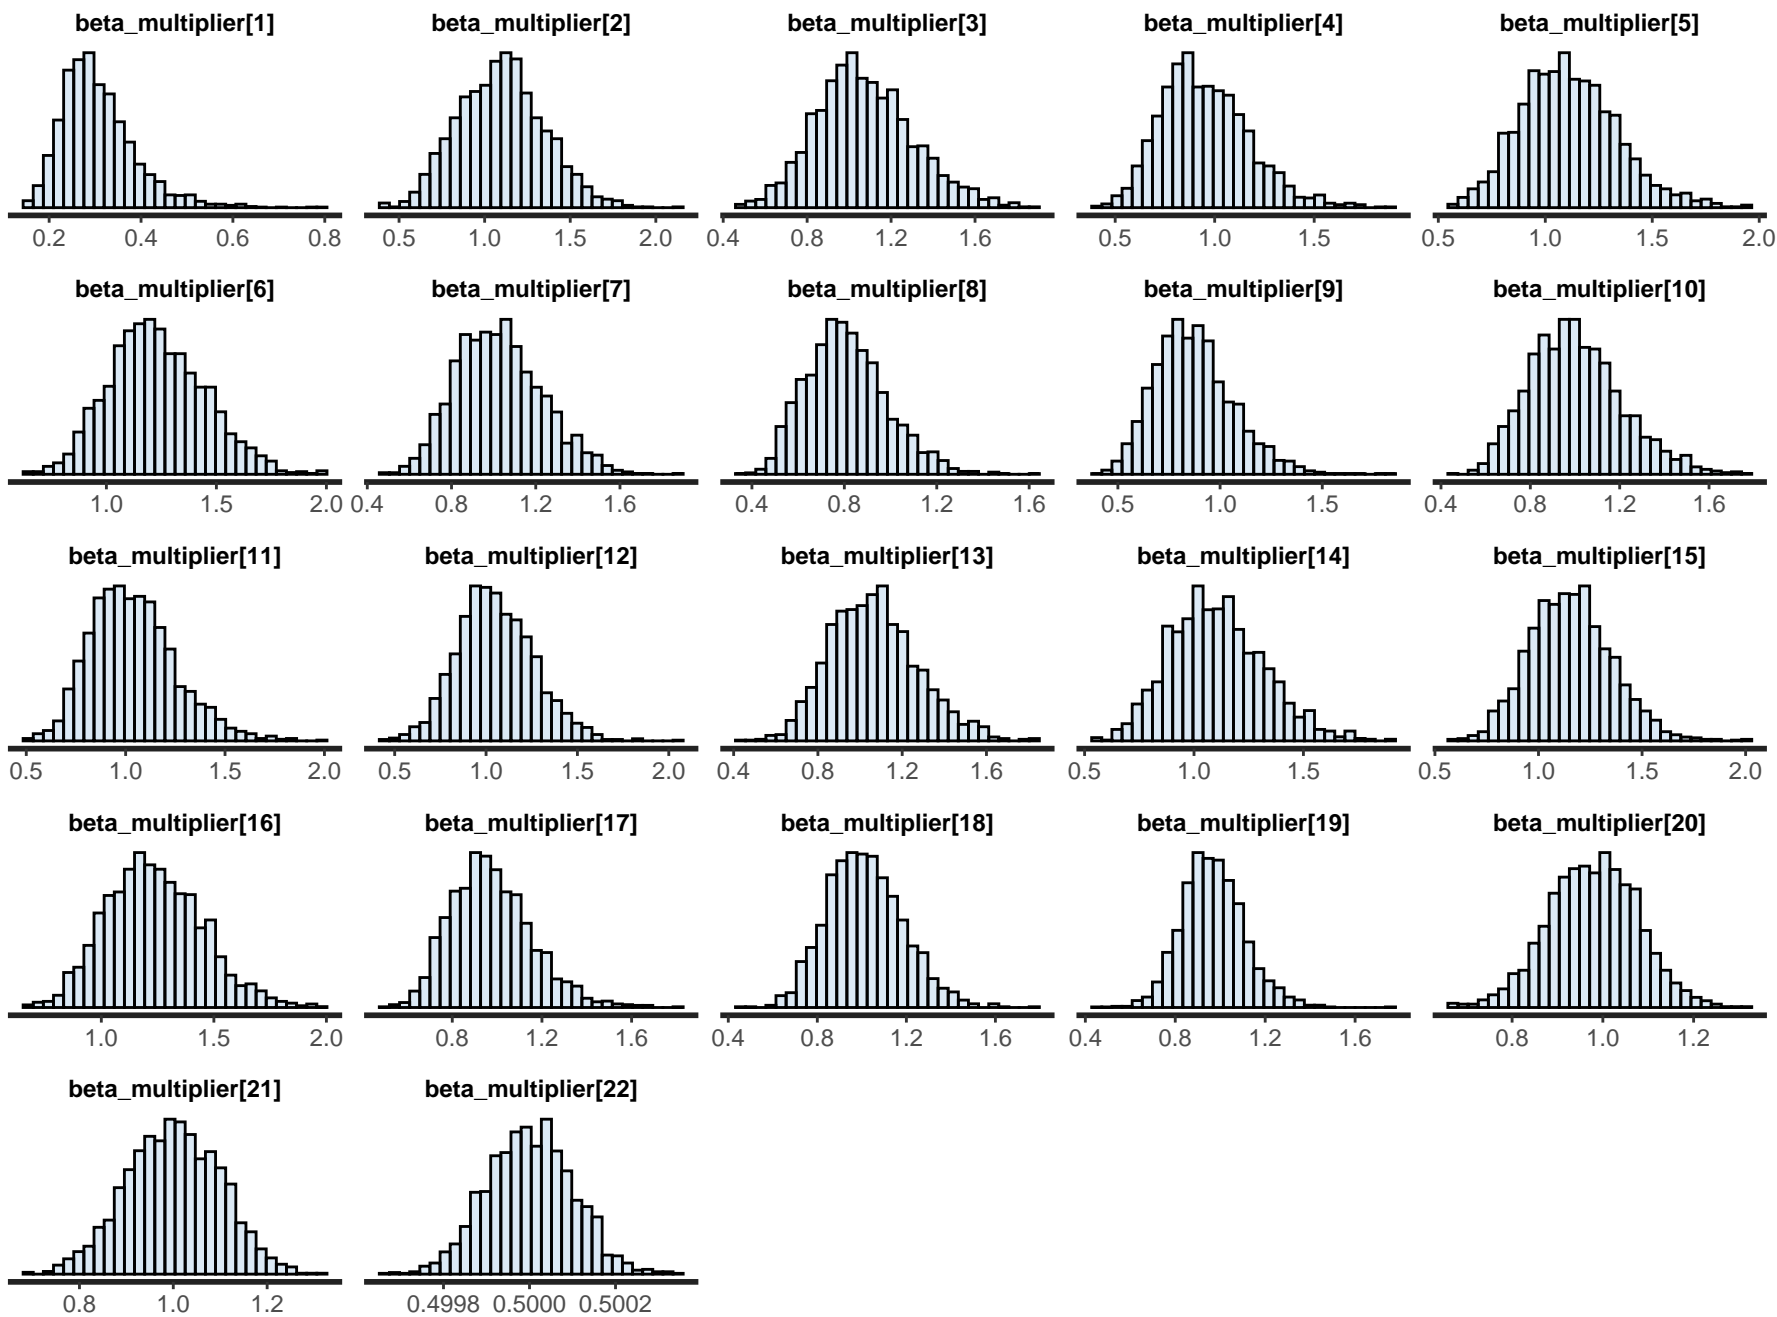 beta_multiplier[1] beta_multiplier[2] beta_multiplier[3] beta_multiplier[4] beta_multiplier[5]
0.2 0.4 0.6 0.8 0.5 1.0 1.5 2.0 0.4 0.8 1.2 1.6 0.5 1.0 1.5 0.5 1.0 1.5 2.0
beta_multiplier[6] beta_multiplier[7] beta_multiplier[8] beta_multiplier[9] beta_multiplier[10]
1.0 1.5 2.0 0.4 0.8 1.2 1.6 0.4 0.8 1.2 1.6 0.5 1.0 1.5 0.4 0.8 1.2 1.6
beta_multiplier[11] beta_multiplier[12] beta_multiplier[13] beta_multiplier[14] beta_multiplier[15]
0.5 1.0 1.5 2.0 0.5 1.0 1.5 2.0 0.4 0.8 1.2 1.6 0.5 1.0 1.5 0.5 1.0 1.5 2.0
beta_multiplier[16] beta_multiplier[17] beta_multiplier[18] beta_multiplier[19] beta_multiplier[20]
1.0 1.5 2.0 0.8 1.2 1.6 0.4 0.8 1.2 1.6 0.4 0.8 1.2 1.6 0.8 1.0 1.2
beta_multiplier[21] beta_multiplier[22]
0.8 1.0 1.2 0.4998 0.5000 0.5002